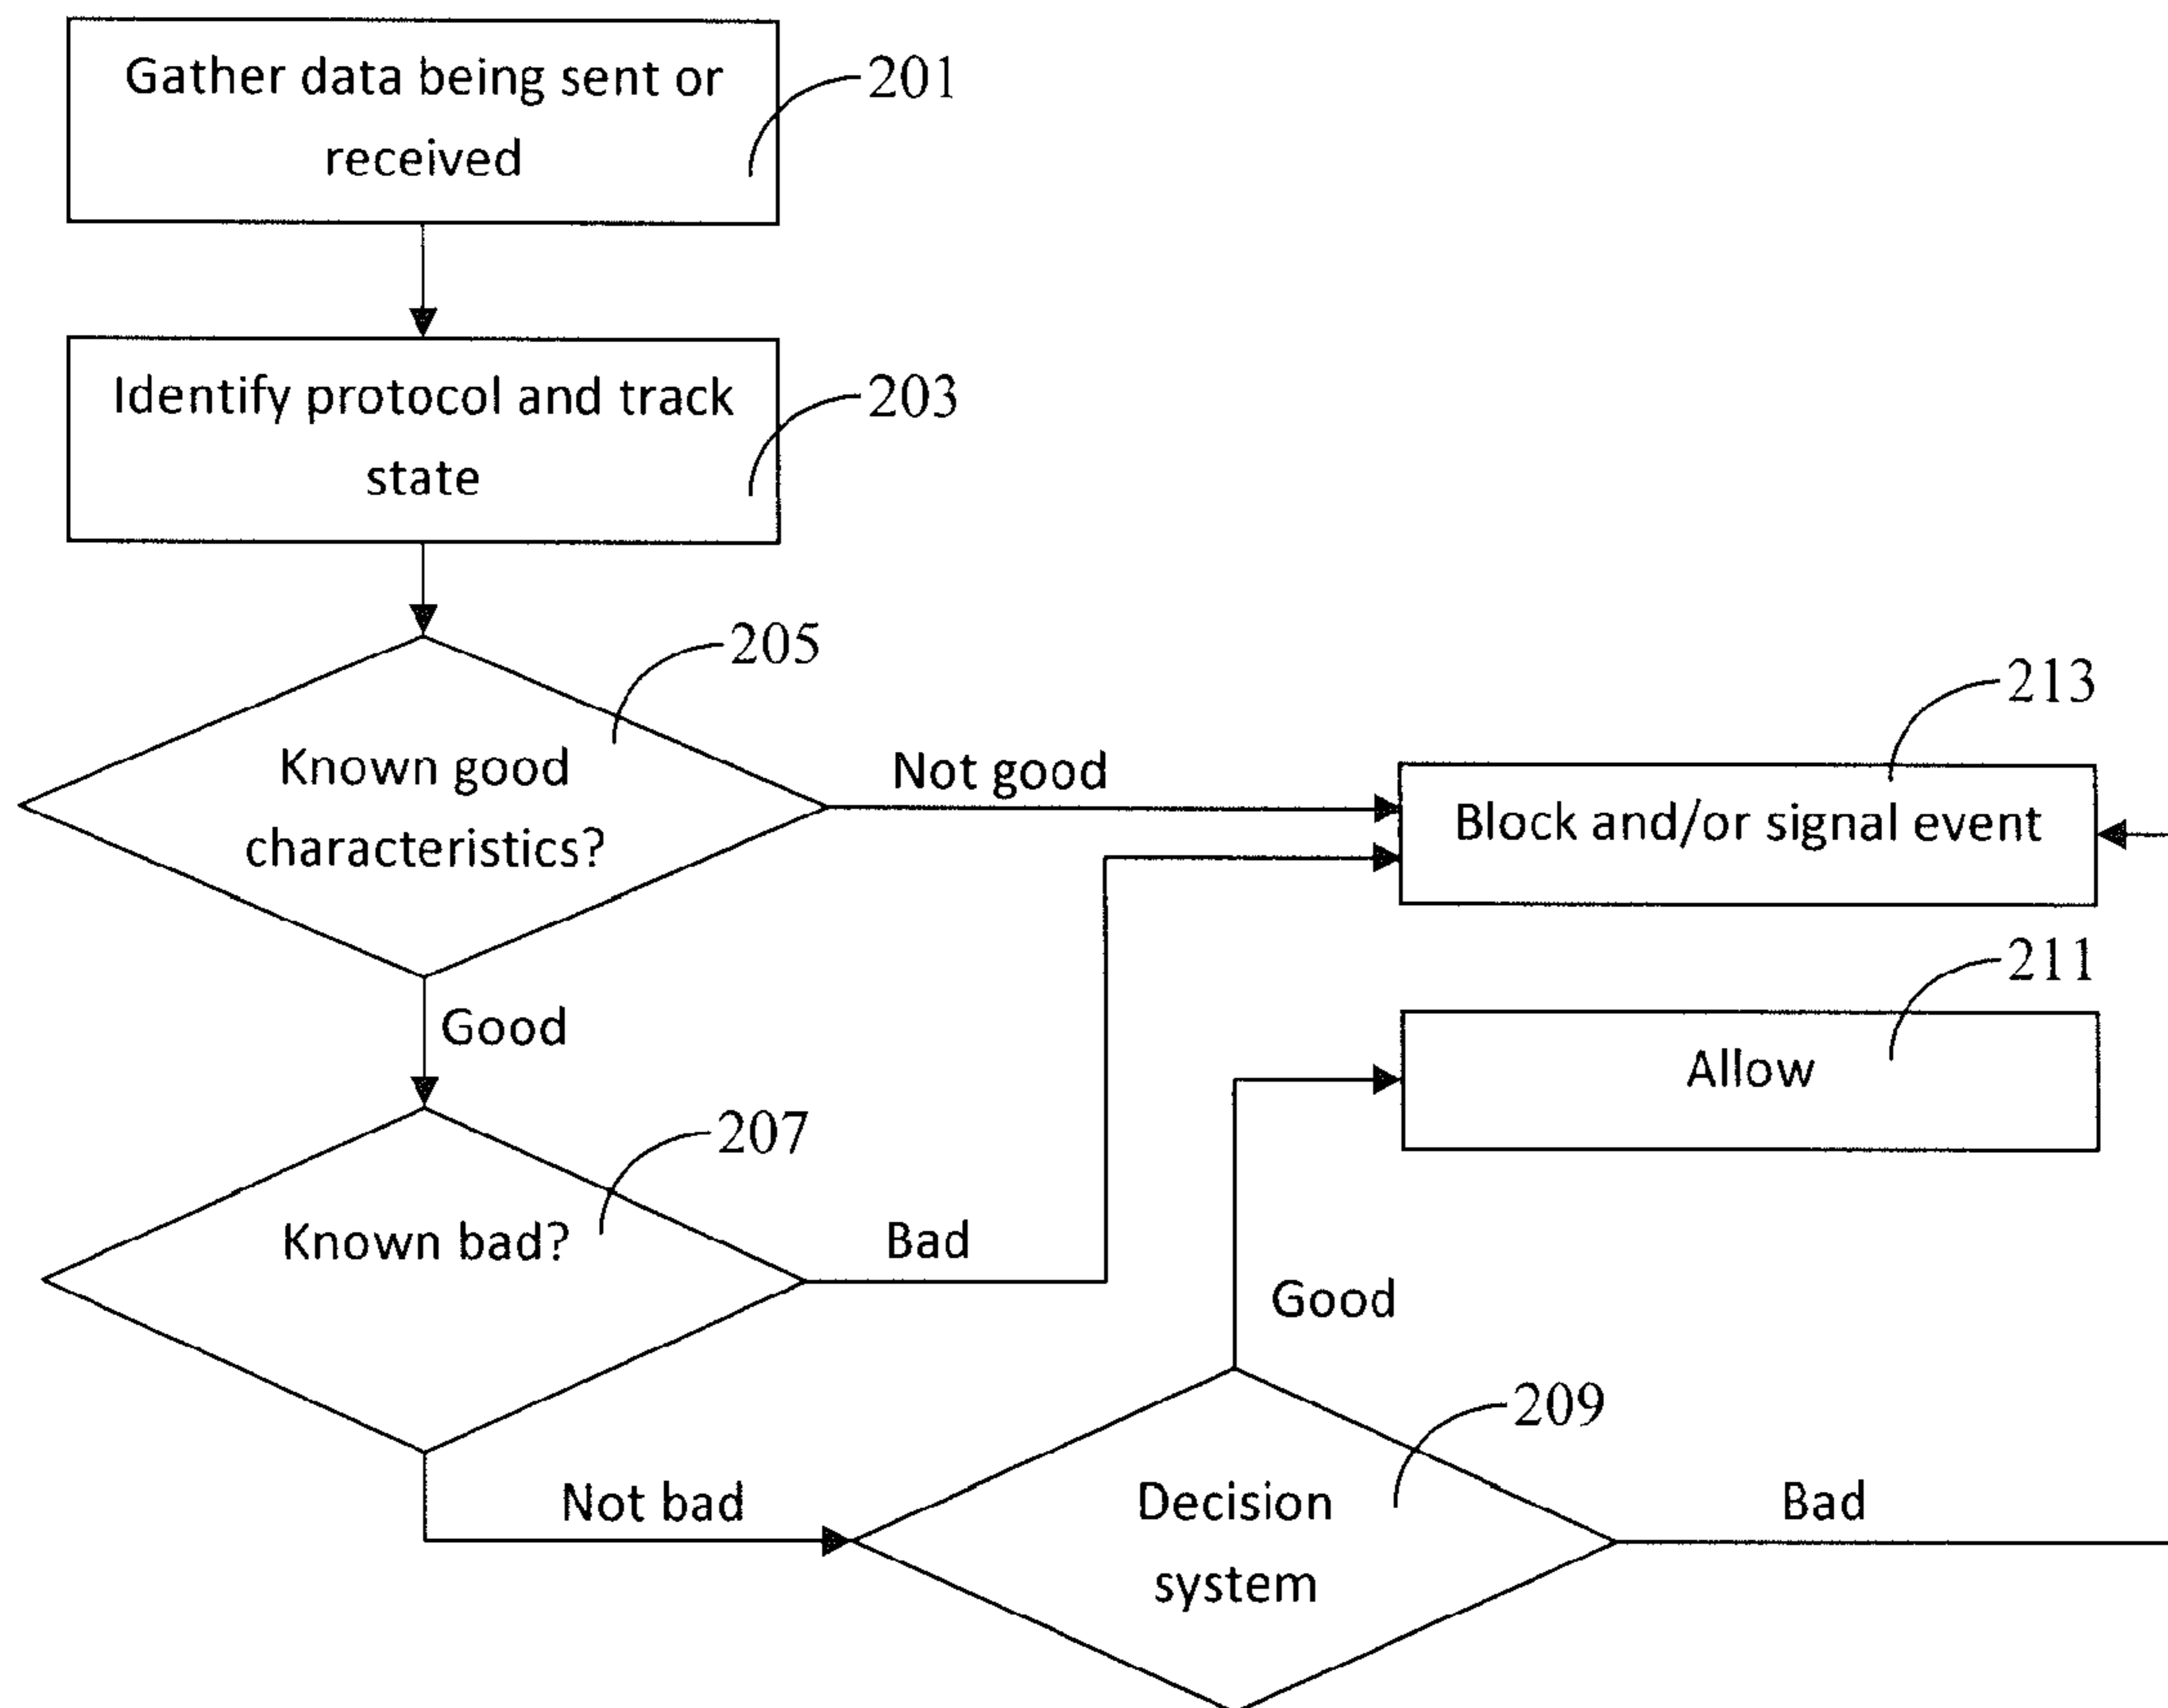 Gather data being sent or
received
201
Identify protocol and track
state
203
205
Known good
characteristics?
Not good
213
Block and/or signal event
Good
211
Allow
207
Known bad?
Bad
Good
209
Not bad
Decision
system
Bad